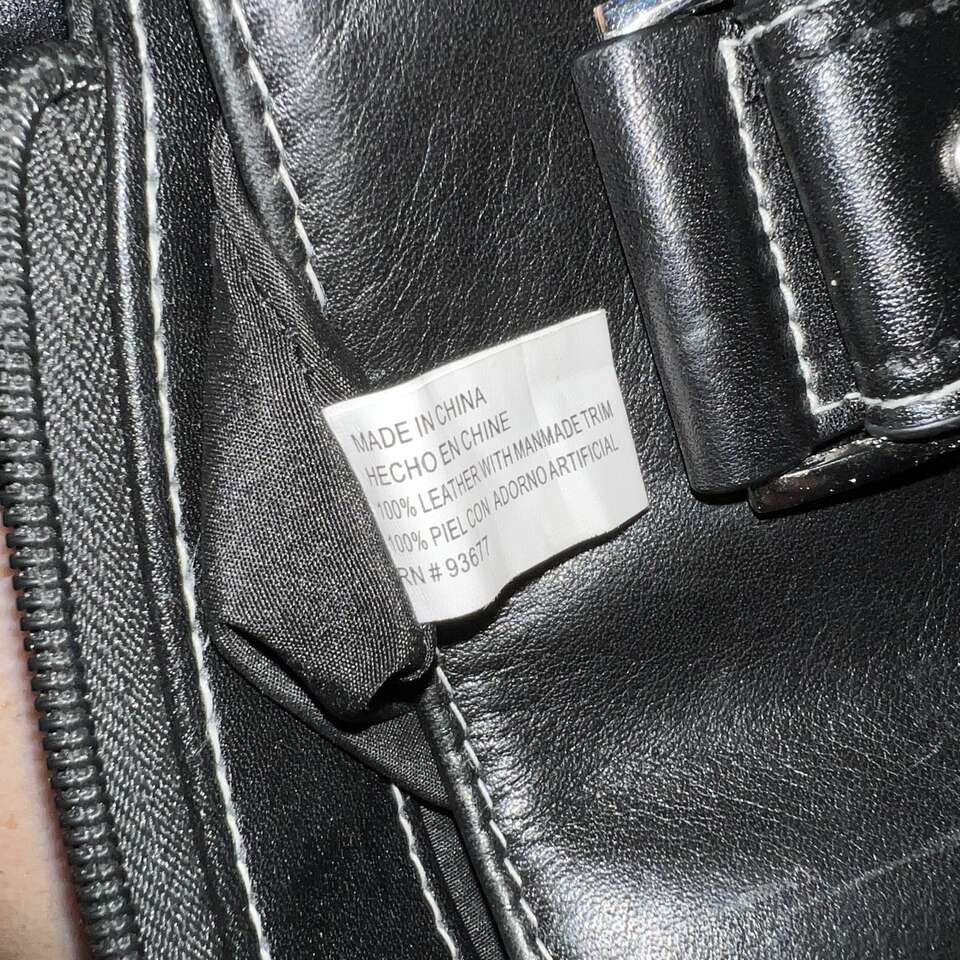 MADE IN CHINA
HECHO EN CHINE
100% LEATHER WITH MANMADE TRIM
100% PIEL CON ADORNO ARTIFICIAL
RN # 93677